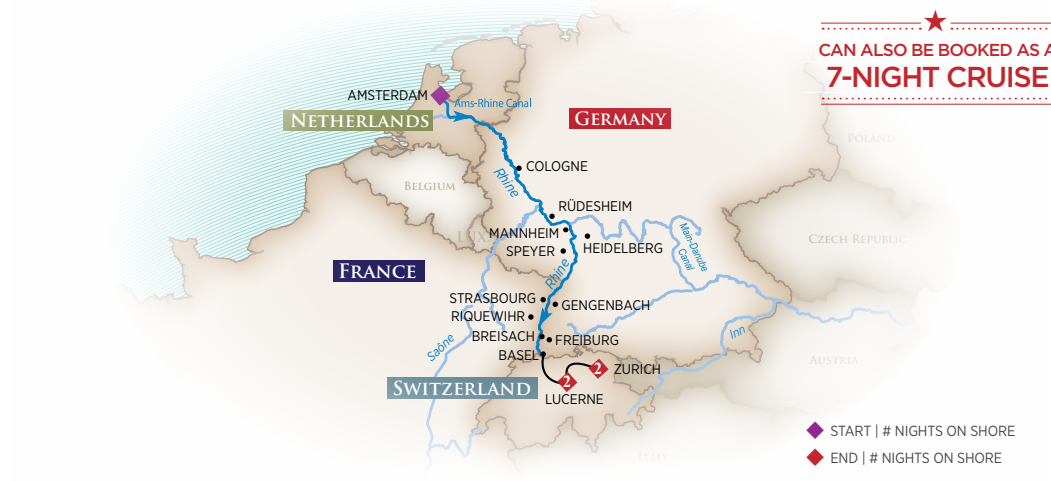 CAN ALSO BE BOOKED AS A
7-NIGHT CRUISE
AMSTERDAM
Ams-Rhine Canal
NETHERLANDS
GERMANY
POLAND
COLOGNE
Rhine
BELGIUM
RÜDESHEIM
MANNHEIM
HEIDELBERG
SPEYER
Main-Danube
Canal
CZECH REPUBLIC
FRANCE
Rhine
STRASBOURG
GENGENBACH
RIQUEWIHR
BREISACH
FREIBURG
Inn
Saône
BASEL
AUSTRIA
2
ZURICH
2
SWITZERLAND
LUCERNE
START | # NIGHTS ON SHORE
END | # NIGHTS ON SHORE
ITALY